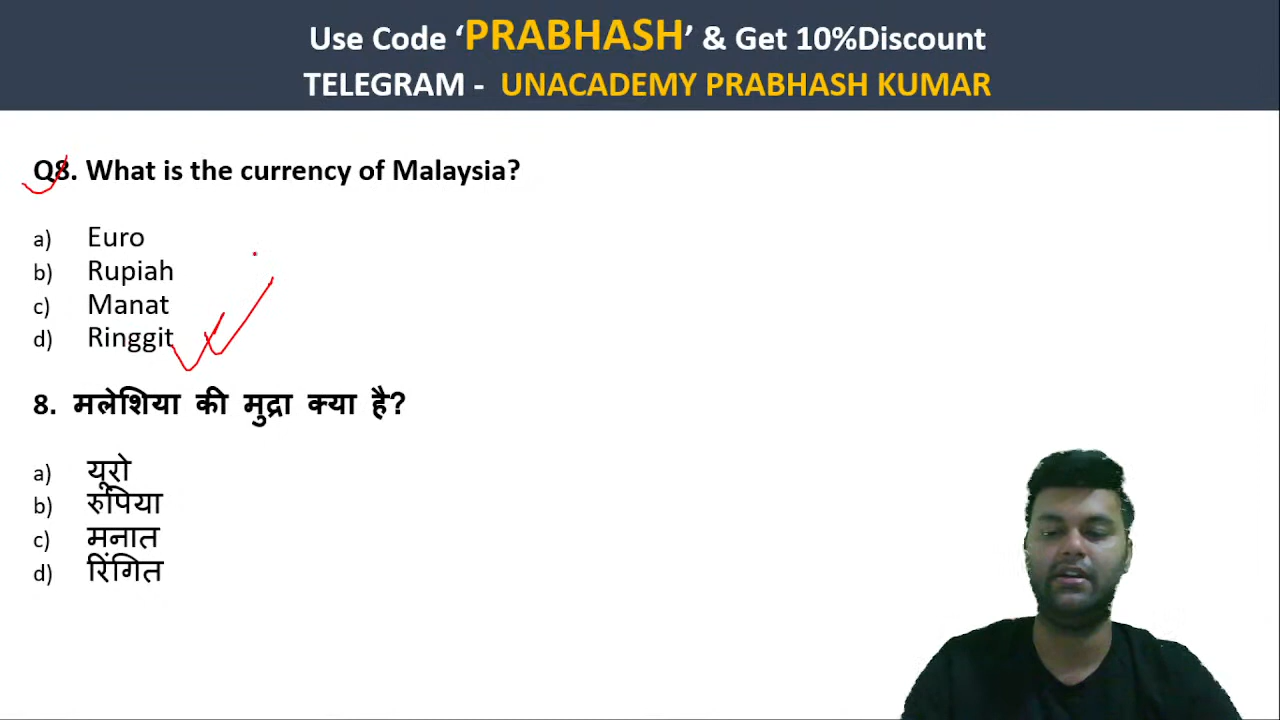 Use Code ‘PRABHASH’ & Get 10%Discount
TELEGRAM - UNACADEMY PRABHASH KUMAR
Q8. What is the currency of Malaysia?
a) Euro
b) Rupiah
c) Manat
d) Ringgit
8. मलेशिया की मुद्रा क्या है?
a) यूरो
b) रुपिया
c) मनात
d) रिंगित